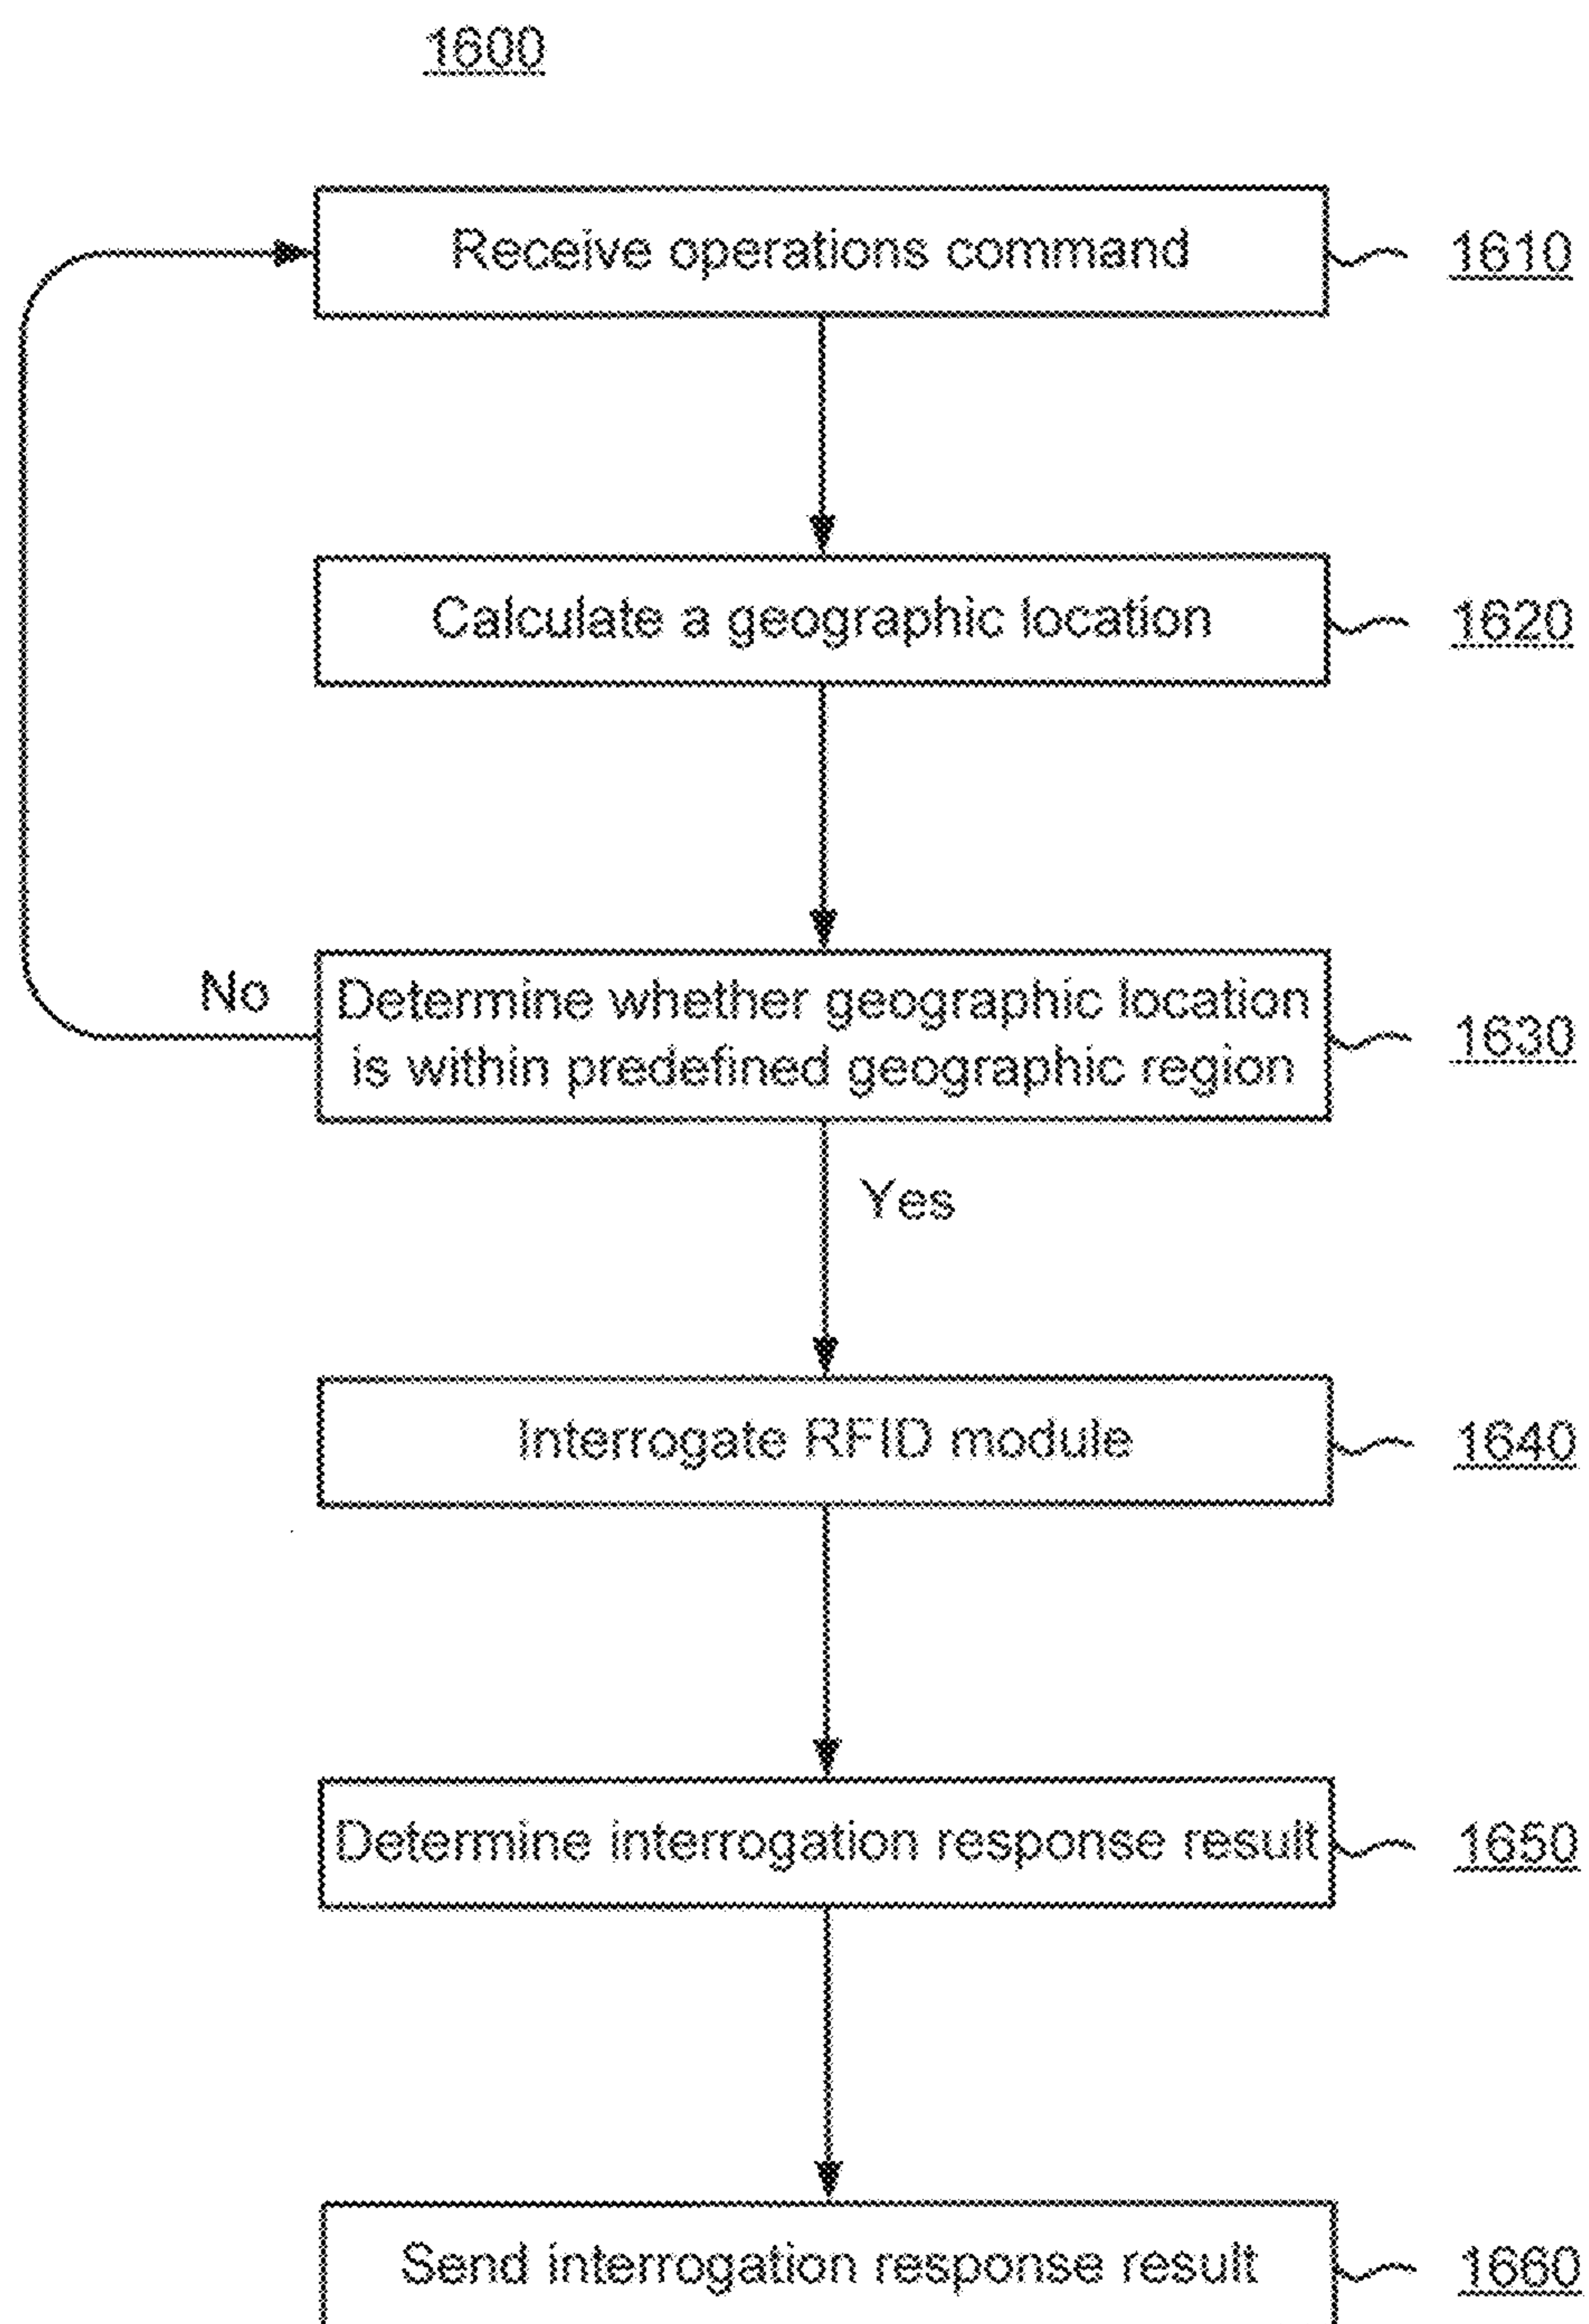 1600
Receive operations command
1610
Calculate a geographic location
1620
No
Determine whether geographic location
is within predefined geographic region
1630
Yes
Interrogate RFID module
1640
Determine interrogation response result
1650
Send interrogation response result
1660